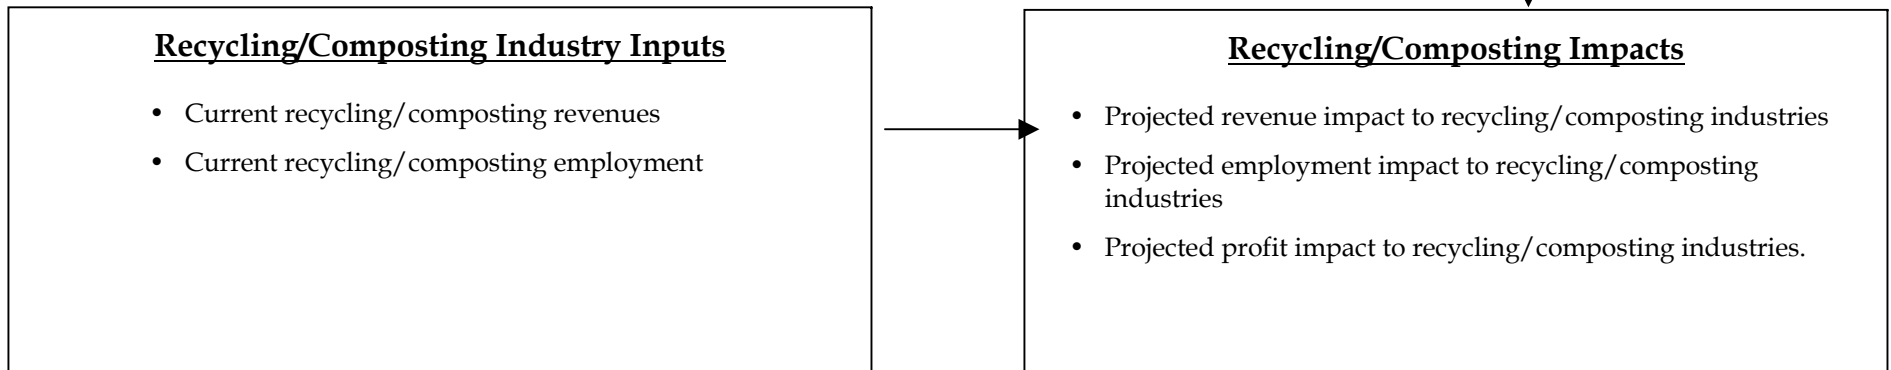 Recycling/Composting Industry Inputs
• Current recycling/composting revenues
• Current recycling/composting employment
Recycling/Composting Impacts
• Projected revenue impact to recycling/composting industries
• Projected employment impact to recycling/composting
industries
• Projected profit impact to recycling/composting industries.